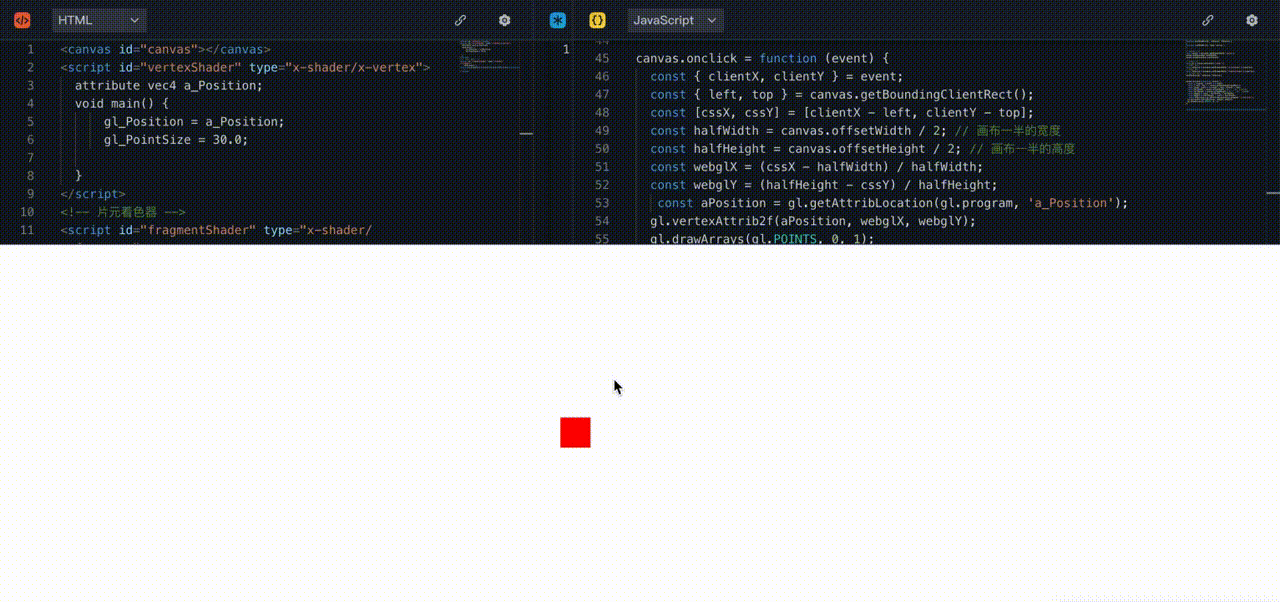 HTML
1 <canvas id="canvas"></canvas>
2 <script id="vertexShader" type="x-shader/x-vertex">
3 attribute vec4 a_Position;
4 void main() {
5 gl_Position = a_Position;
6 gl_PointSize = 30.0;
7
8 }
9 </script>
10 <!-- 片元着色器 -->
11 <script id="fragmentShader" type="x-shader/
1
JavaScript
45 canvas.onclick = function (event) {
46 const { clientX, clientY } = event;
47 const { left, top } = canvas.getBoundingClientRect();
48 const [cssX, cssY] = [clientX - left, clientY - top];
49 const halfWidth = canvas.offsetWidth / 2; // 画布一半的宽度
50 const halfHeight = canvas.offsetHeight / 2; // 画布一半的高度
51 const webglX = (cssX - halfWidth) / halfWidth;
52 const webglY = (halfHeight - cssY) / halfHeight;
53 const aPosition = gl.getAttribLocation(gl.program, 'a_Position');
54 gl.vertexAttrib2f(aPosition, webglX, webglY);
55 gl.drawArrays(gl.POINTS, 0, 1);